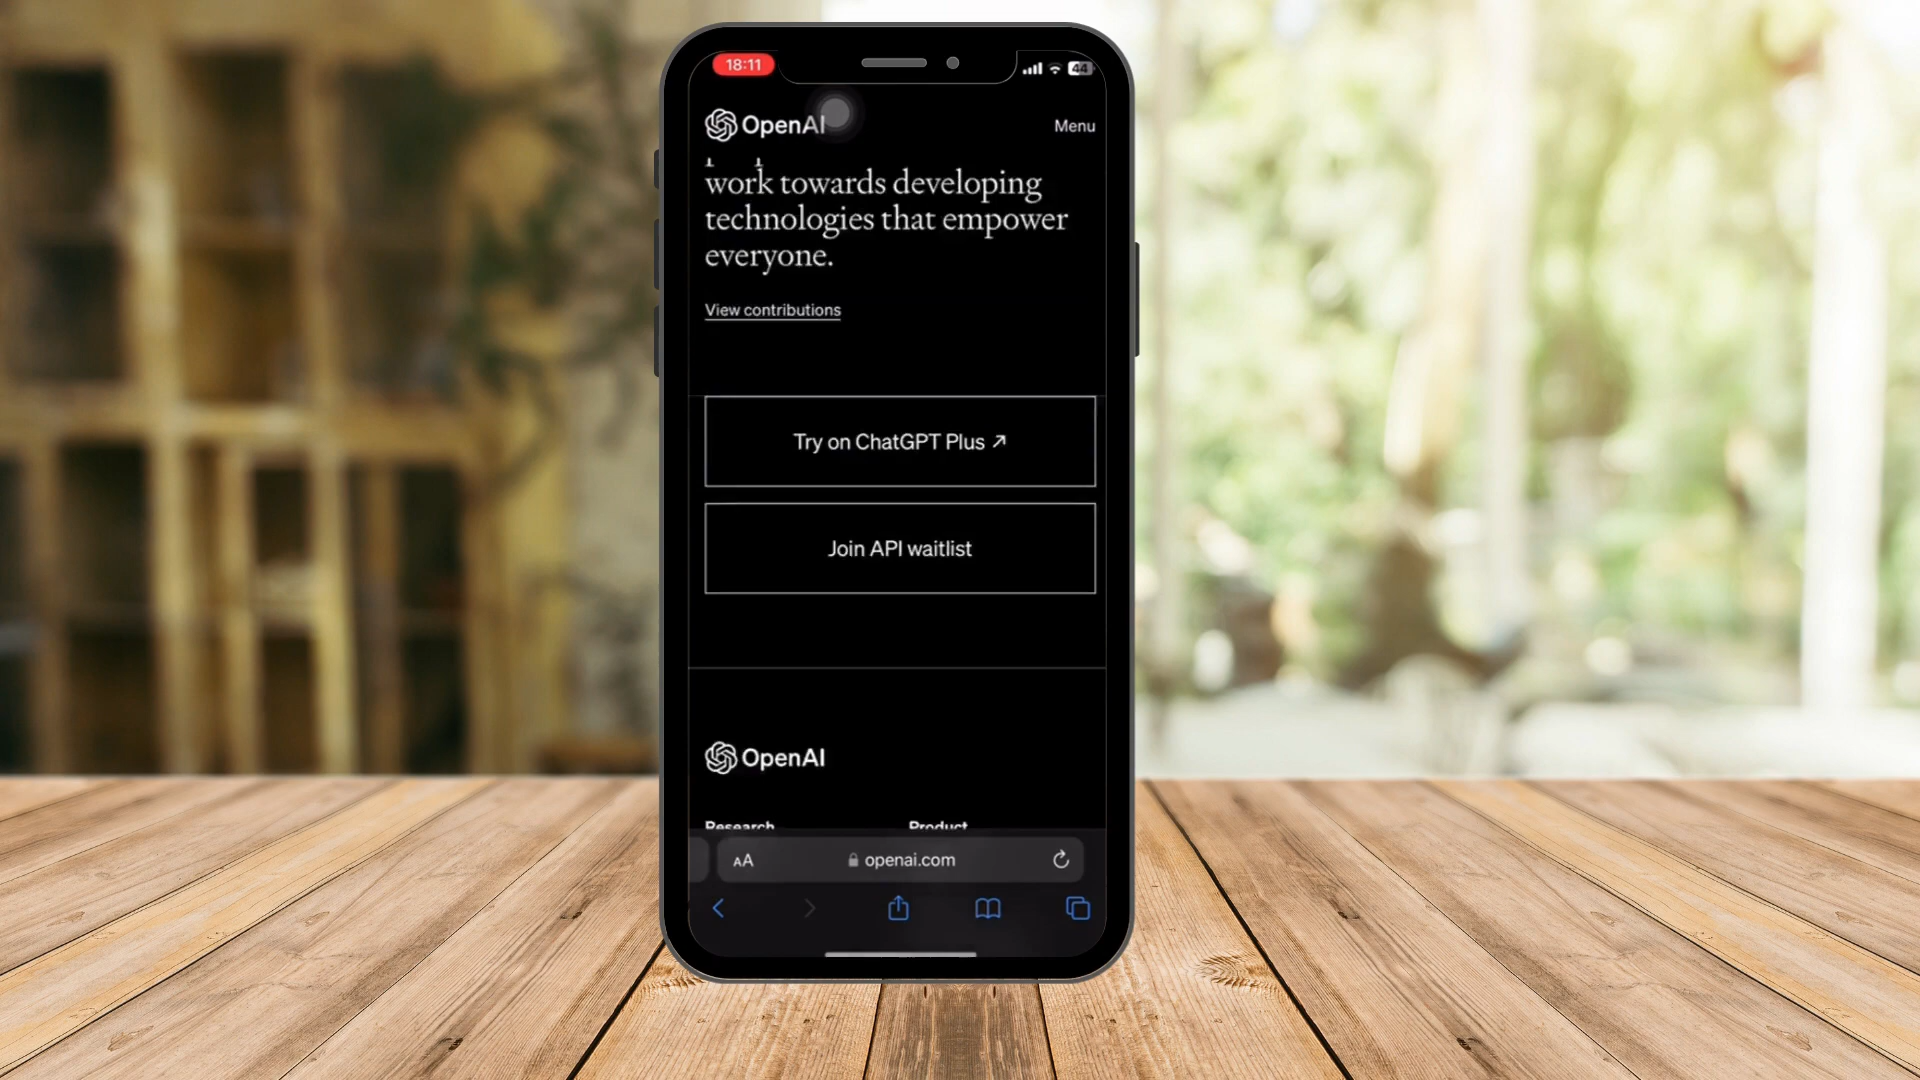 18:11
44
OpenAI
Menu
work towards developing
technologies that empower
everyone.
View contributions
Try on ChatGPT Plus ↗
Join API waitlist
OpenAI
Research
Product
AA
openai.com